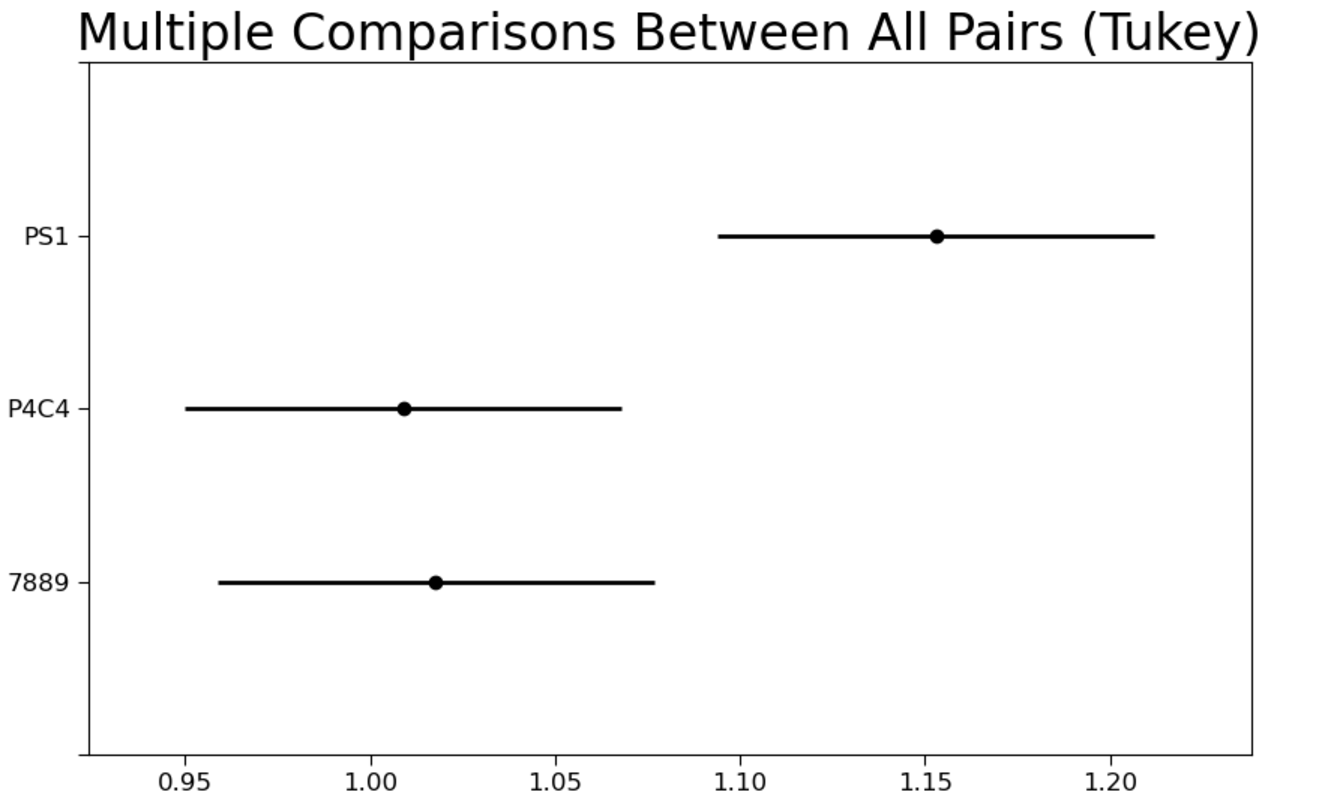 Multiple Comparisons Between All Pairs (Tukey)
PS1
P4C4
7889
0.95 1.00 1.05 1.10 1.15 1.20